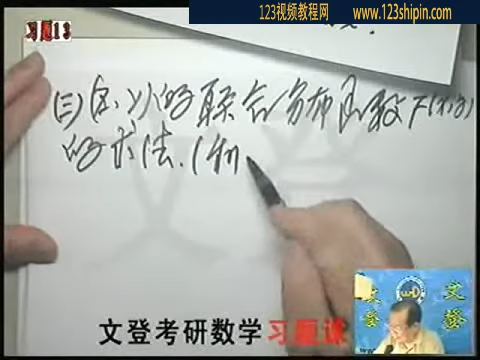 123视频教程网 www.123shipin.com
习题13
(三)(X,Y)的联合分布函数F(x,y)
的求法.(利
文登考研数学习题课
文 文
登 登